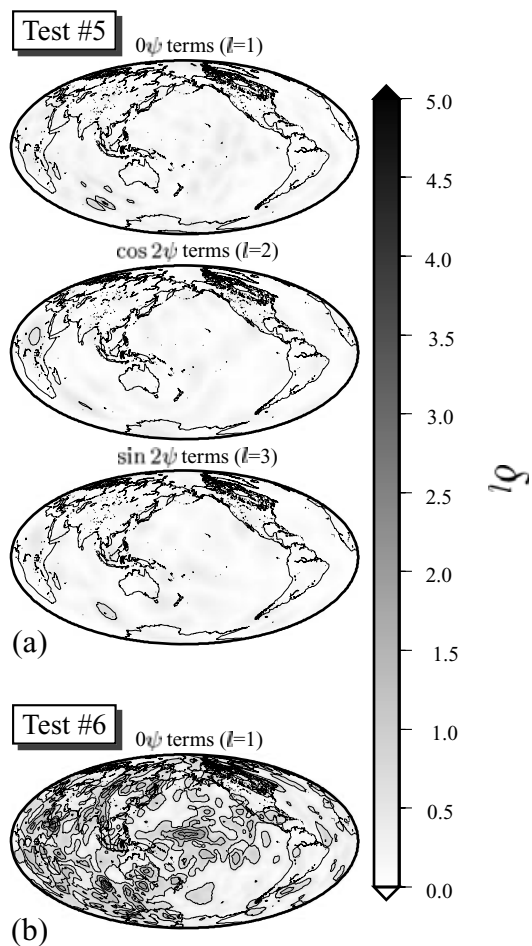 Test #5
0ψ terms (l=1)
cos 2ψ terms (l=2)
sin 2ψ terms (l=3)
(a)
Test #6
0ψ terms (l=1)
(b)
5.0
4.5
4.0
3.5
3.0
2.5
2.0
1.5
1.0
0.5
0.0
δl